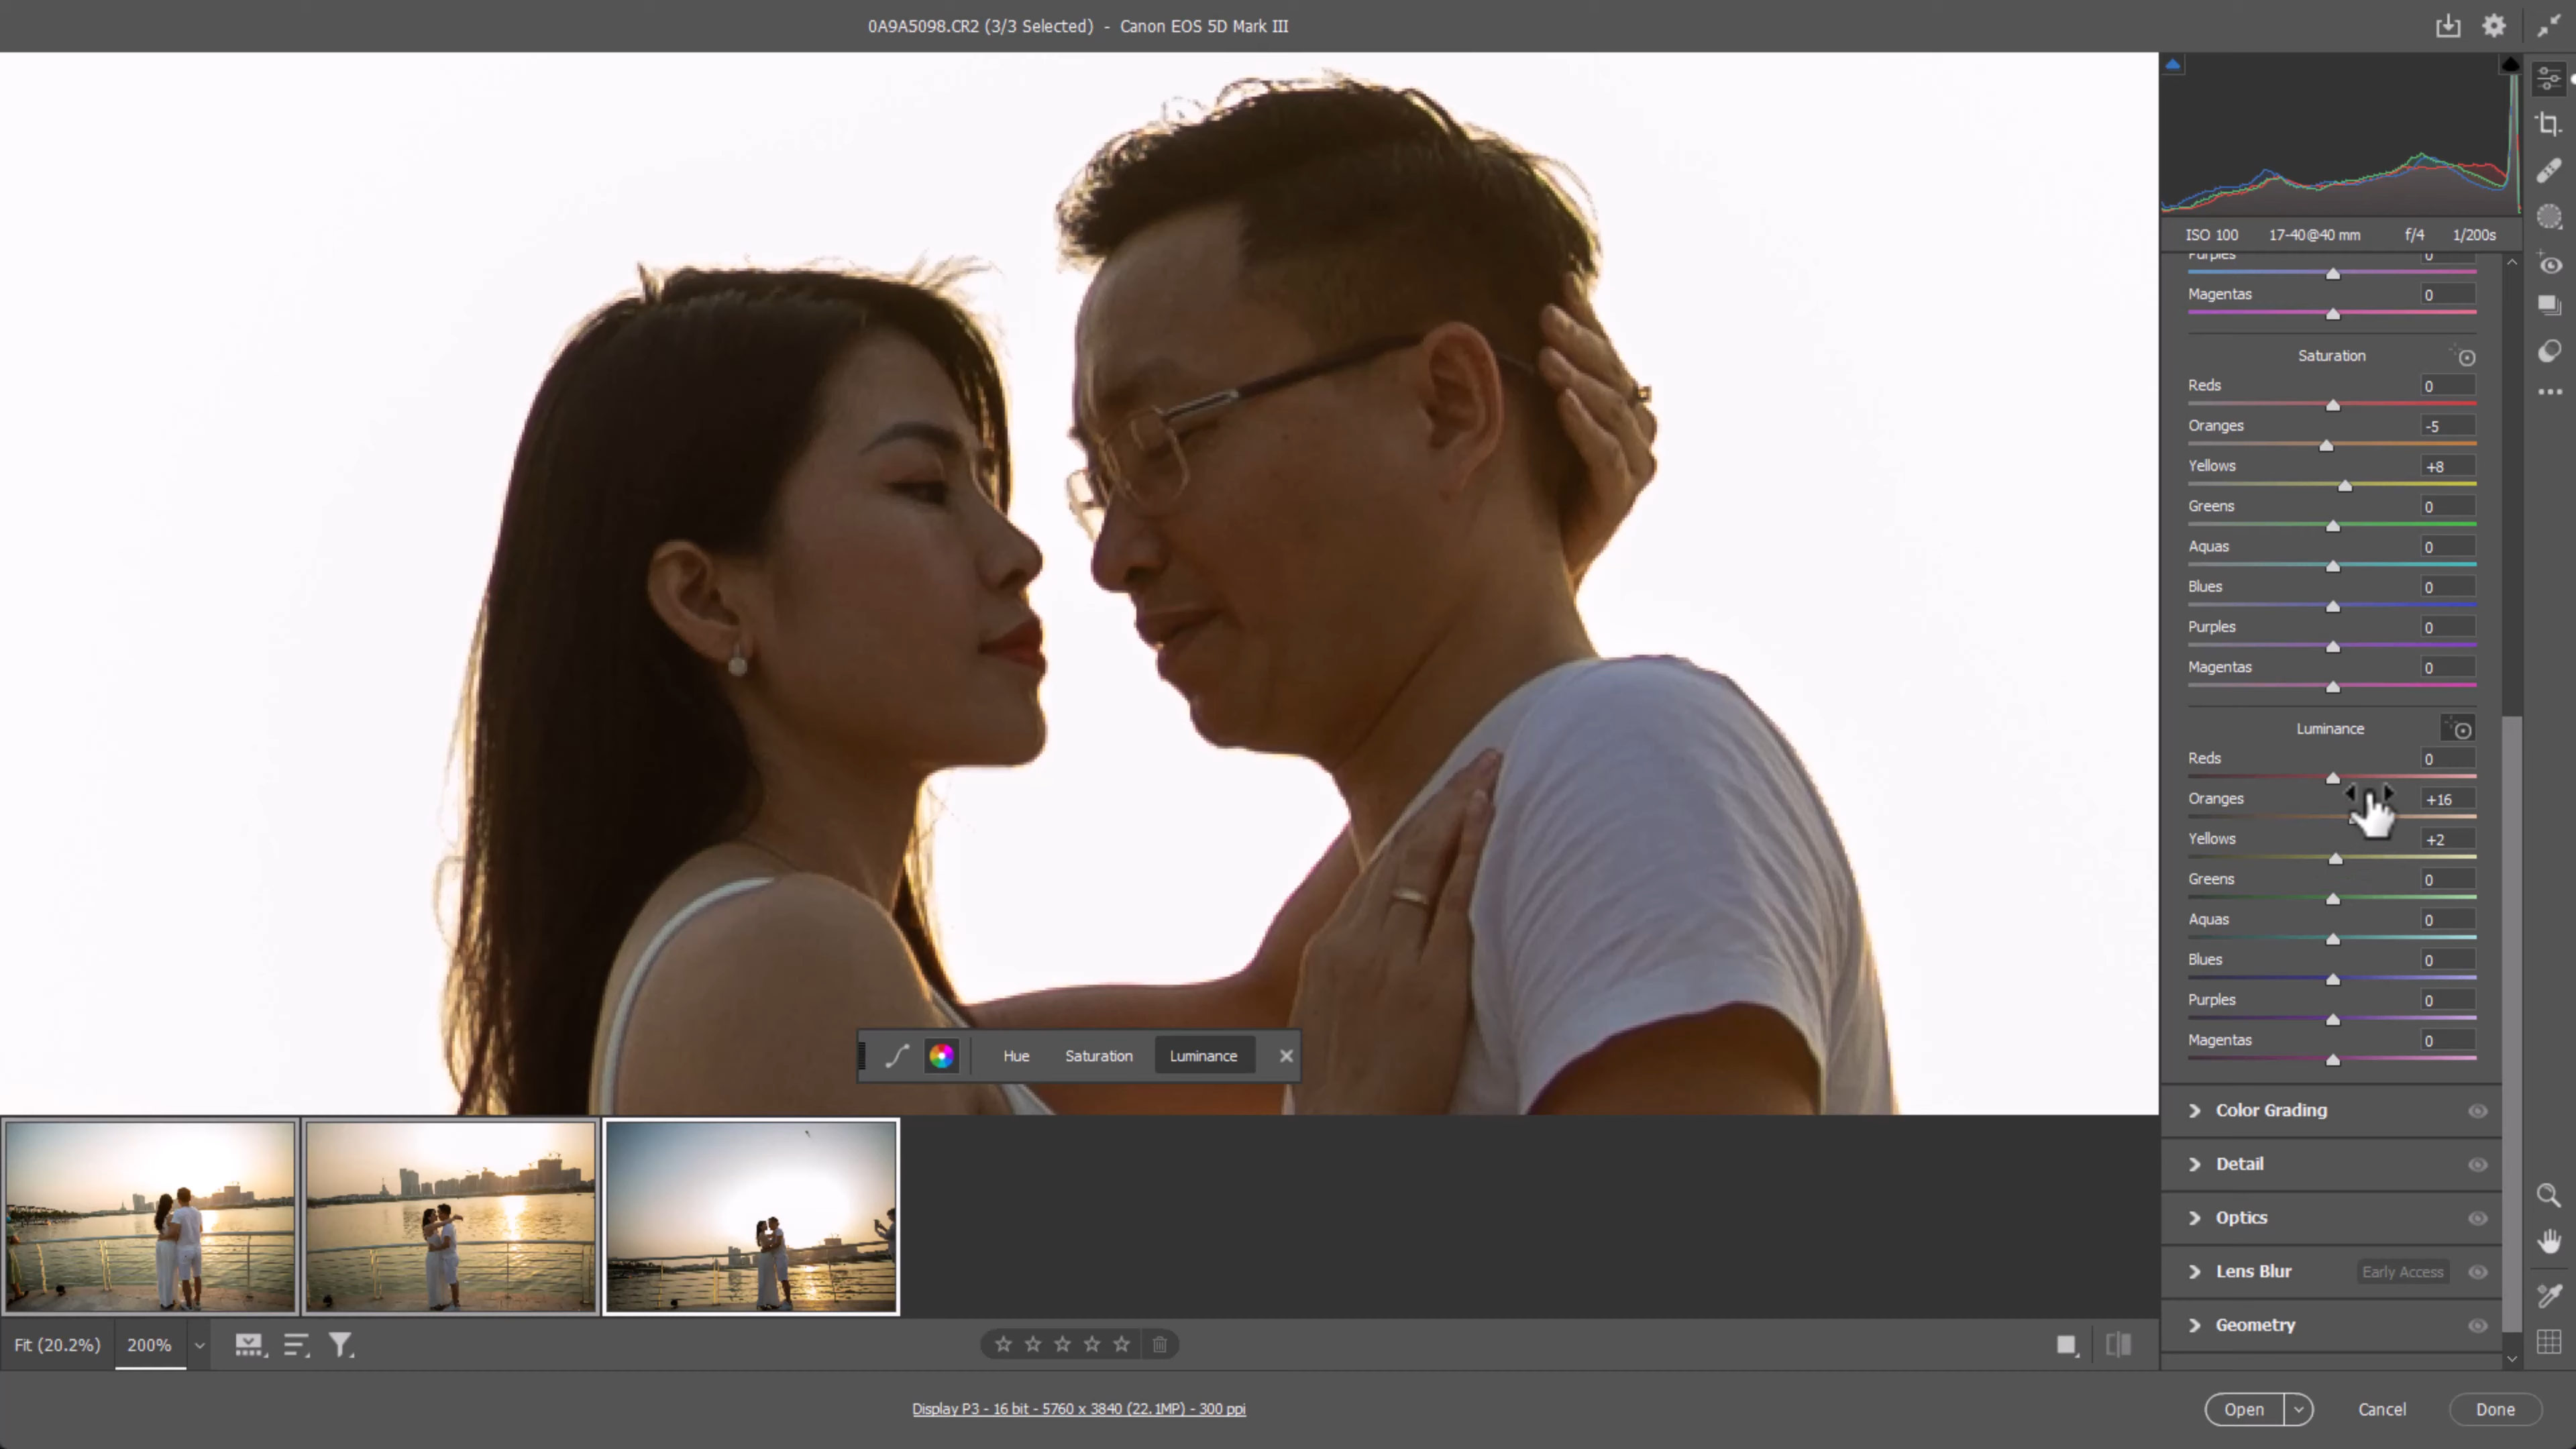 0A9A5098.CR2 (3/3 Selected) - Canon EOS 5D Mark III
ISO 100 17-40@40 mm f/4 1/200s
Purples 0
Magentas 0
Saturation
Reds 0
Oranges -5
Yellows +8
Greens 0
Aquas 0
Blues 0
Purples 0
Magentas 0
Luminance
Reds 0
Oranges +16
Yellows +2
Greens 0
Aquas 0
Blues 0
Purples 0
Magentas 0
Hue Saturation Luminance
Color Grading
Detail
Optics
Lens Blur Early Access
Geometry
Fit (20.2%) 200%
Display P3 - 16 bit - 5760 x 3840 (22.1MP) - 300 ppi
Open Cancel Done